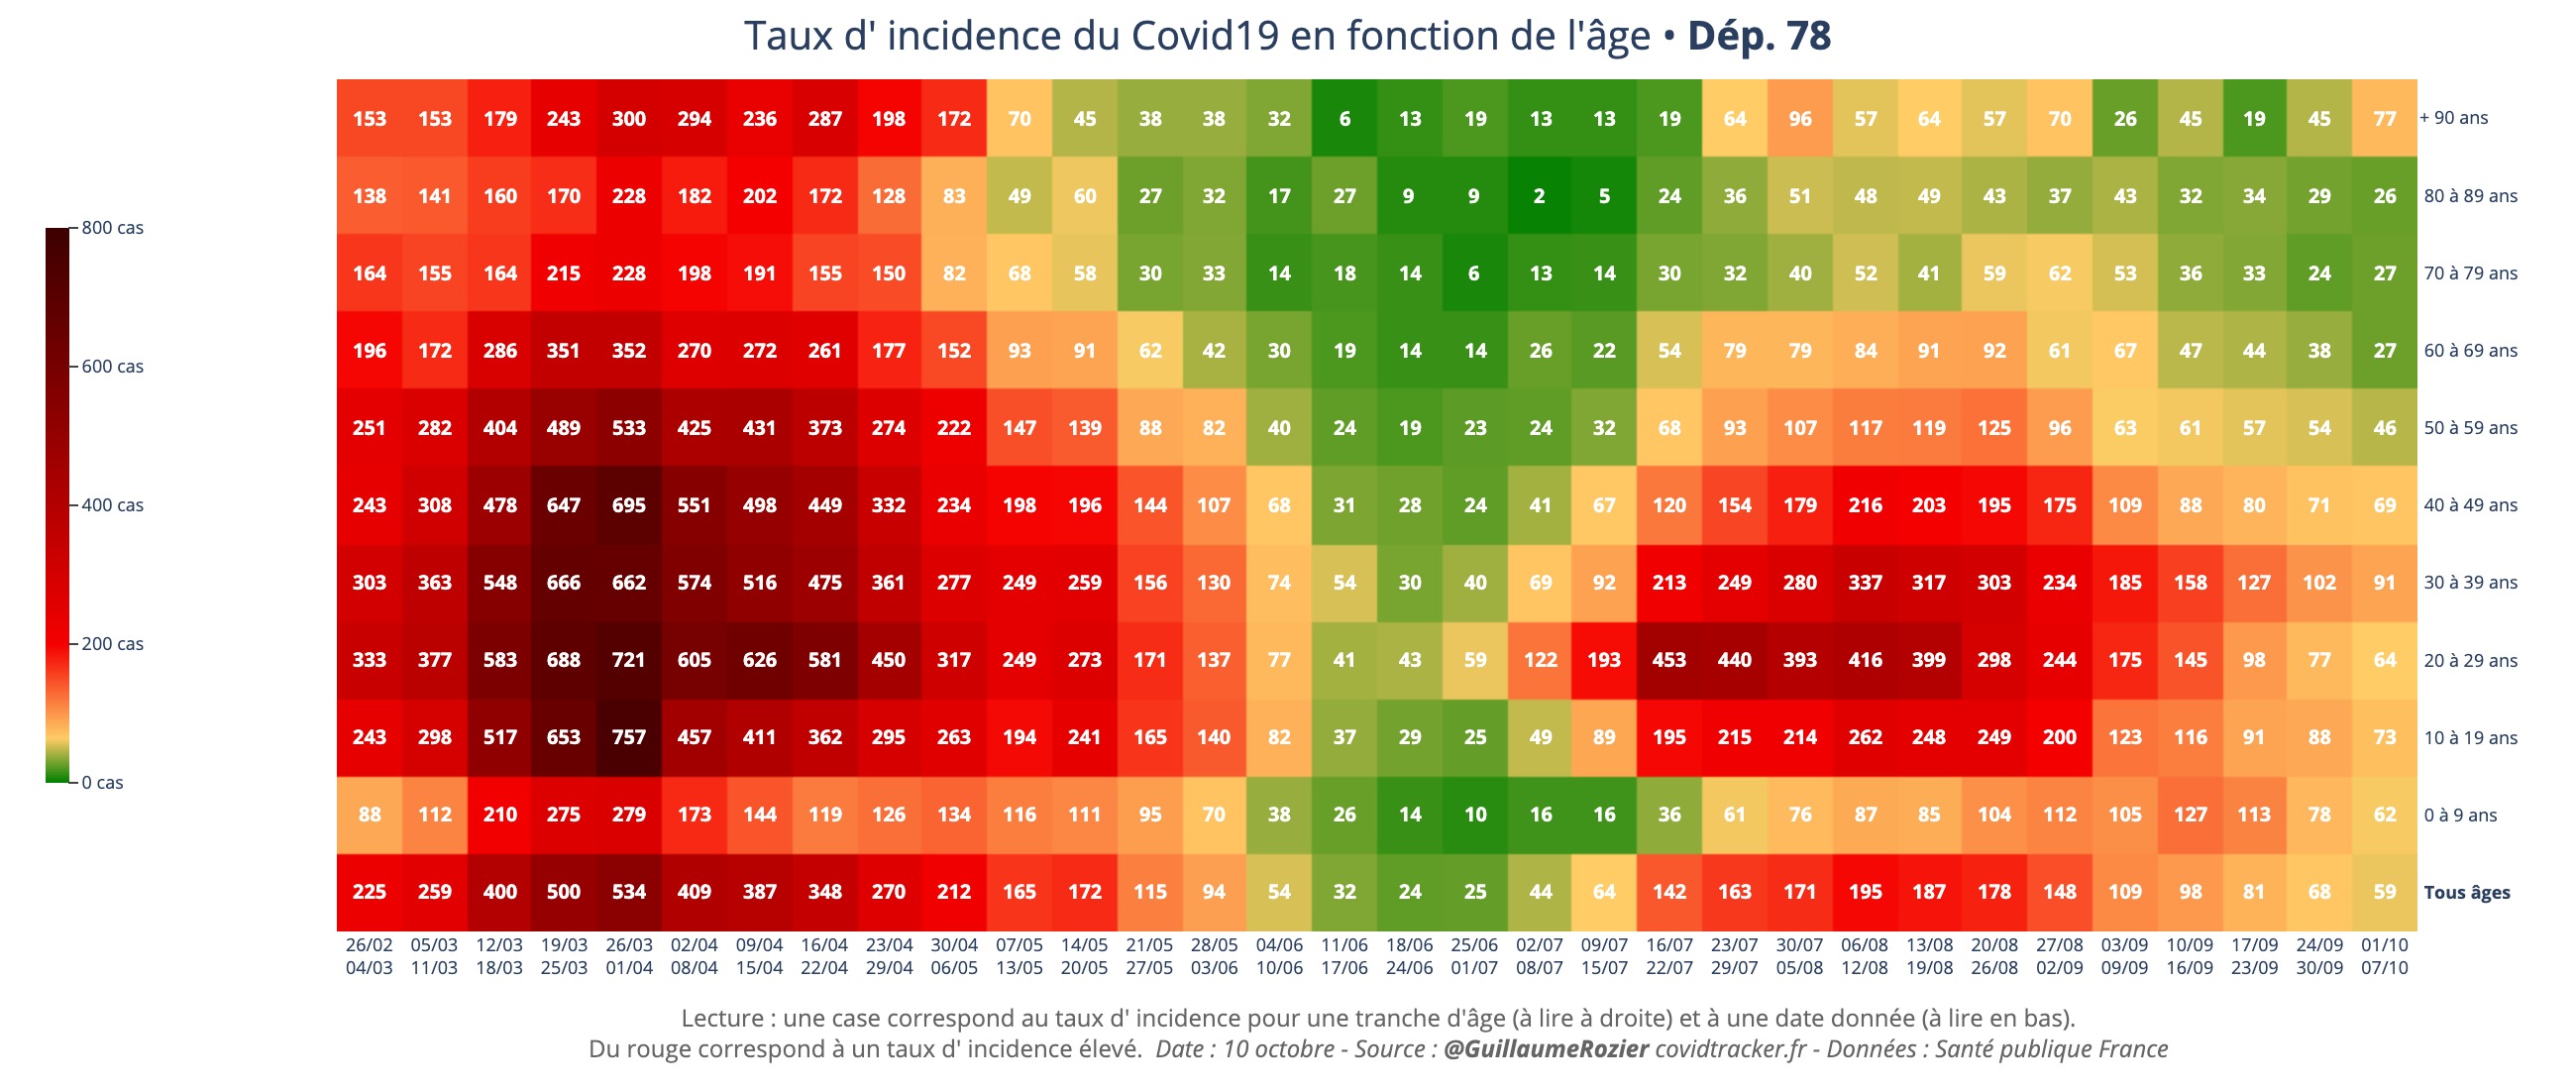 Taux d' incidence du Covid19 en fonction de l'âge • Dép. 78
153 153 179 243 300 294 236 287 198 172 70 45 38 38 32 6 13 19 13 13 19 64 96 57 64 57 70 26 45 19 45 77 + 90 ans
138 141 160 170 228 182 202 172 128 83 49 60 27 32 17 27 9 9 2 5 24 36 51 48 49 43 37 43 32 34 29 26 80 à 89 ans
800 cas
164 155 164 215 228 198 191 155 150 82 68 58 30 33 14 18 14 6 13 14 30 32 40 52 41 59 62 53 36 33 24 27 70 à 79 ans
196 172 286 351 352 270 272 261 177 152 93 91 62 42 30 19 14 14 26 22 54 79 79 84 91 92 61 67 47 44 38 27 60 à 69 ans
600 cas
251 282 404 489 533 425 431 373 274 222 147 139 88 82 40 24 19 23 24 32 68 93 107 117 119 125 96 63 61 57 54 46 50 à 59 ans
400 cas
243 308 478 647 695 551 498 449 332 234 198 196 144 107 68 31 28 24 41 67 120 154 179 216 203 195 175 109 88 80 71 69 40 à 49 ans
303 363 548 666 662 574 516 475 361 277 249 259 156 130 74 54 30 40 69 92 213 249 280 337 317 303 234 185 158 127 102 91 30 à 39 ans
200 cas
333 377 583 688 721 605 626 581 450 317 249 273 171 137 77 41 43 59 122 193 453 440 393 416 399 298 244 175 145 98 77 64 20 à 29 ans
243 298 517 653 757 457 411 362 295 263 194 241 165 140 82 37 29 25 49 89 195 215 214 262 248 249 200 123 116 91 88 73 10 à 19 ans
0 cas
88 112 210 275 279 173 144 119 126 134 116 111 95 70 38 26 14 10 16 16 36 61 76 87 85 104 112 105 127 113 78 62 0 à 9 ans
225 259 400 500 534 409 387 348 270 212 165 172 115 94 54 32 24 25 44 64 142 163 171 195 187 178 148 109 98 81 68 59 Tous âges
26/02 05/03 12/03 19/03 26/03 02/04 09/04 16/04 23/04 30/04 07/05 14/05 21/05 28/05 04/06 11/06 18/06 25/06 02/07 09/07 16/07 23/07 30/07 06/08 13/08 20/08 27/08 03/09 10/09 17/09 24/09 01/10
04/03 11/03 18/03 25/03 01/04 08/04 15/04 22/04 29/04 06/05 13/05 20/05 27/05 03/06 10/06 17/06 24/06 01/07 08/07 15/07 22/07 29/07 05/08 12/08 19/08 26/08 02/09 09/09 16/09 23/09 30/09 07/10
Lecture : une case correspond au taux d' incidence pour une tranche d'âge (à lire à droite) et à une date donnée (à lire en bas).
Du rouge correspond à un taux d' incidence élevé. Date : 10 octobre - Source : @GuillaumeRozier covidtracker.fr - Données : Santé publique France